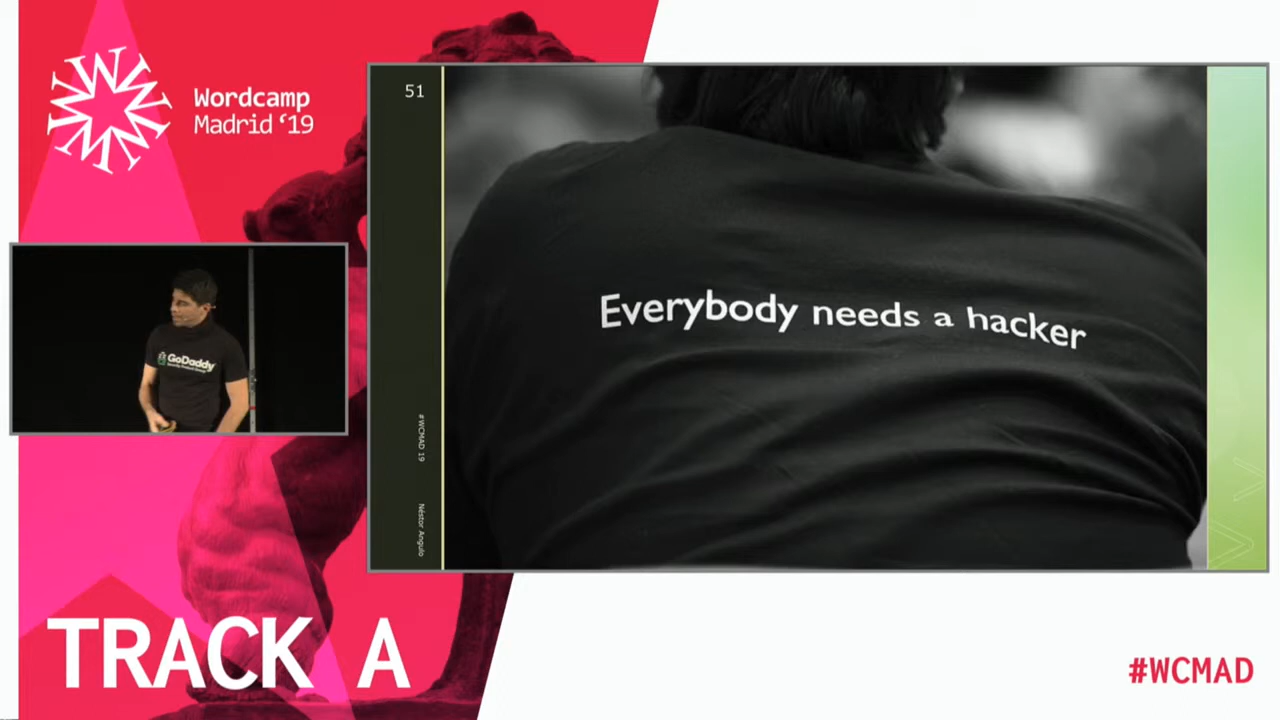 Wordcamp
Madrid ‘19
51
Everybody needs a hacker
GoDaddy
#WCMAD 19
Néstor Angulo
TRACK A
#WCMAD